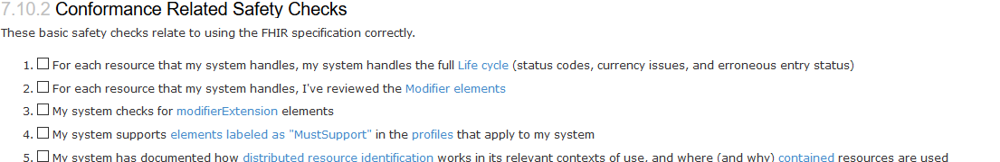 7.10.2 Conformance Related Safety Checks
These basic safety checks relate to using the FHIR specification correctly.
1. For each resource that my system handles, my system handles the full Life cycle (status codes, currency issues, and erroneous entry status)
2. For each resource that my system handles, I've reviewed the Modifier elements
3. My system checks for modifierExtension elements
4. My system supports elements labeled as "MustSupport" in the profiles that apply to my system
5. My system has documented how distributed resource identification works in its relevant contexts of use, and where (and why) contained resources are used